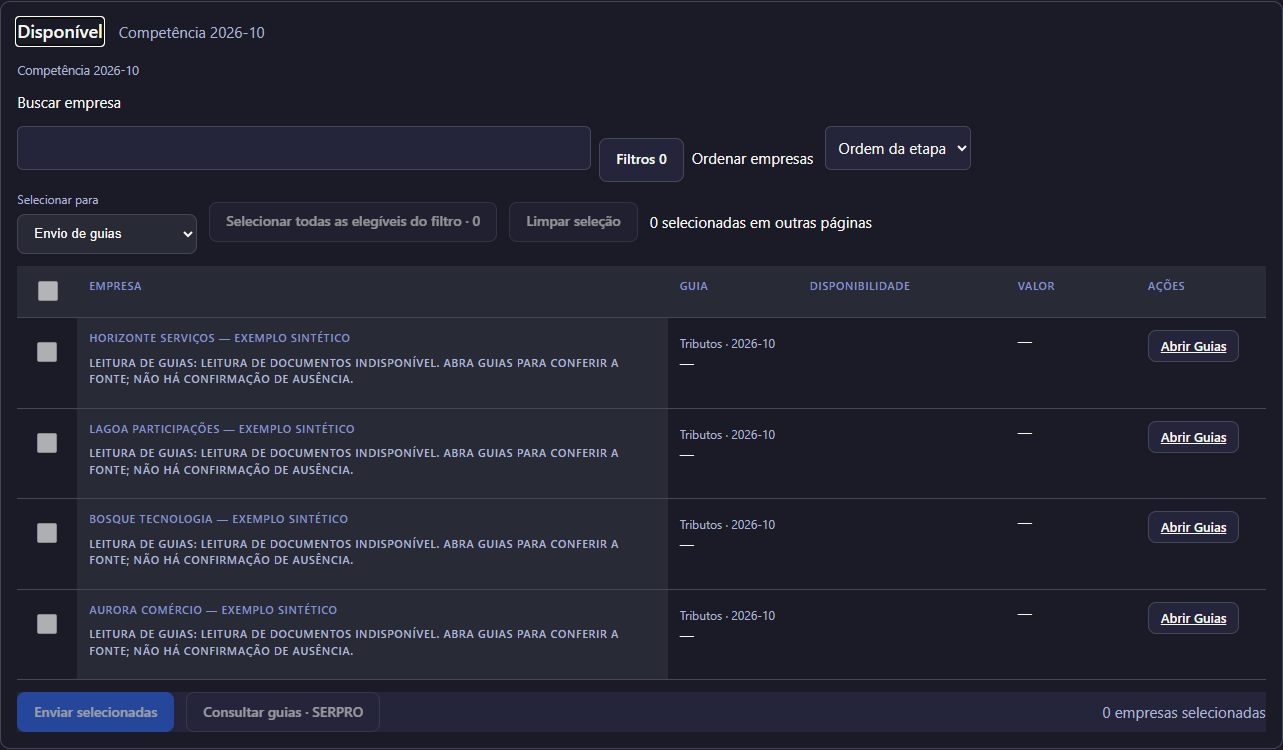 Disponível Competência 2026-10
Competência 2026-10
Buscar empresa
Filtros 0 Ordenar empresas Ordem da etapa
Selecionar para
Envio de guias Selecionar todas as elegíveis do filtro · 0 Limpar seleção 0 selecionadas em outras páginas
EMPRESA GUIA DISPONIBILIDADE VALOR AÇÕES
HORIZONTE SERVIÇOS — EXEMPLO SINTÉTICO
Tributos · 2026-10 — Abrir Guias
LEITURA DE GUIAS: LEITURA DE DOCUMENTOS INDISPONÍVEL. ABRA GUIAS PARA CONFERIR A —
FONTE; NÃO HÁ CONFIRMAÇÃO DE AUSÊNCIA.
LAGOA PARTICIPAÇÕES — EXEMPLO SINTÉTICO
Tributos · 2026-10 — Abrir Guias
LEITURA DE GUIAS: LEITURA DE DOCUMENTOS INDISPONÍVEL. ABRA GUIAS PARA CONFERIR A —
FONTE; NÃO HÁ CONFIRMAÇÃO DE AUSÊNCIA.
BOSQUE TECNOLOGIA — EXEMPLO SINTÉTICO
Tributos · 2026-10 — Abrir Guias
LEITURA DE GUIAS: LEITURA DE DOCUMENTOS INDISPONÍVEL. ABRA GUIAS PARA CONFERIR A —
FONTE; NÃO HÁ CONFIRMAÇÃO DE AUSÊNCIA.
AURORA COMÉRCIO — EXEMPLO SINTÉTICO
Tributos · 2026-10 — Abrir Guias
LEITURA DE GUIAS: LEITURA DE DOCUMENTOS INDISPONÍVEL. ABRA GUIAS PARA CONFERIR A —
FONTE; NÃO HÁ CONFIRMAÇÃO DE AUSÊNCIA.
Enviar selecionadas Consultar guias · SERPRO 0 empresas selecionadas